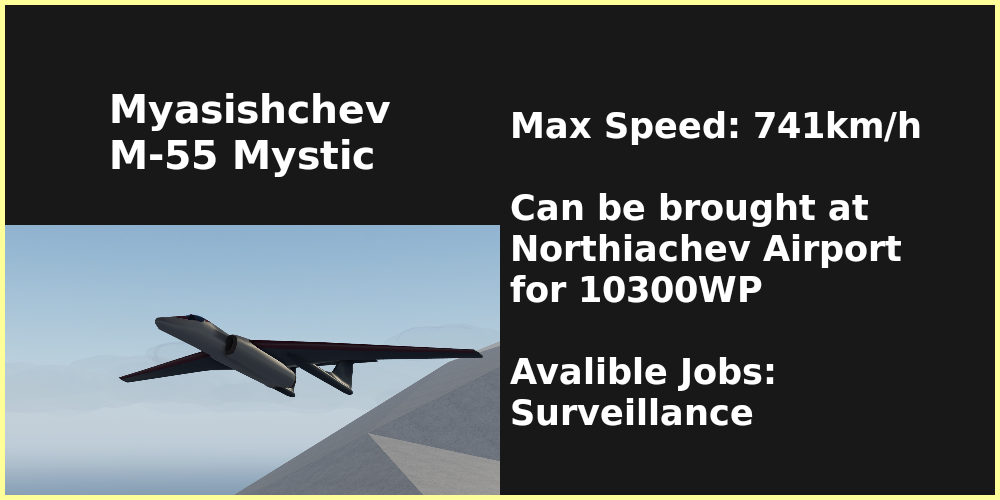 Myasishchev
M-55 Mystic
Max Speed: 741km/h
Can be brought at
Northiachev Airport
for 10300WP
Avalible Jobs:
Surveillance